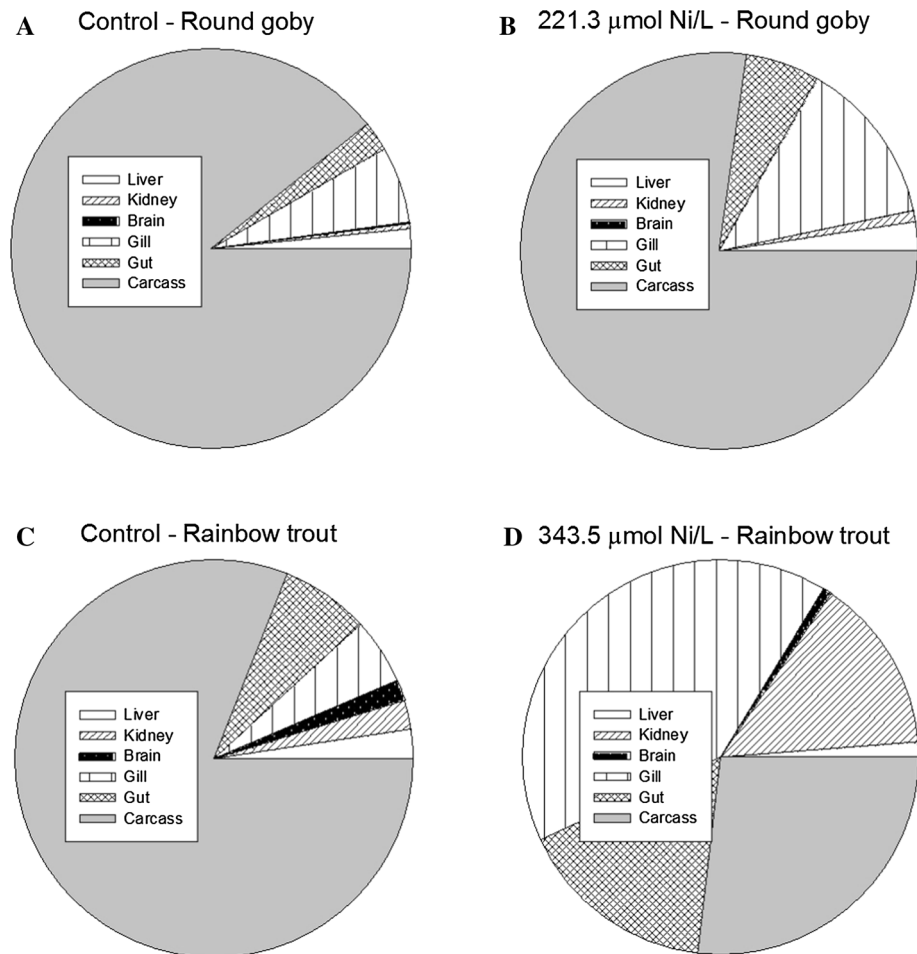 A
Control - Round goby
Liver
Kidney
Brain
Gill
Gut
Carcass
B
221.3 μmol Ni/L - Round goby
Liver
Kidney
Brain
Gill
Gut
Carcass
C
Control - Rainbow trout
Liver
Kidney
Brain
Gill
Gut
Carcass
D
343.5 μmol Ni/L - Rainbow trout
Liver
Kidney
Brain
Gill
Gut
Carcass